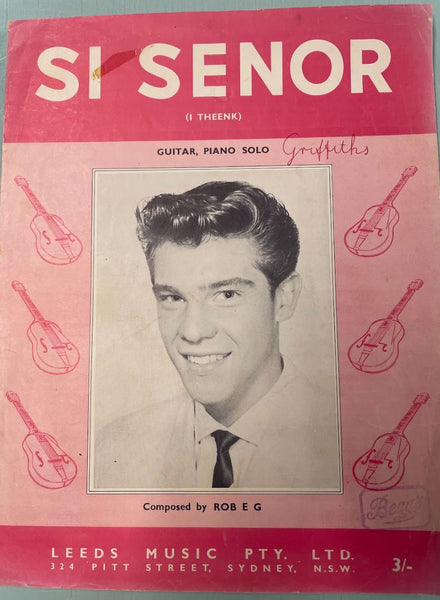 SI SENOR
(I THEENK)
GUITAR, PIANO SOLO Griffiths
Composed by ROB E G
Begg's
LEEDS MUSIC PTY. LTD.
324 PITT STREET, SYDNEY, N.S.W. 3/-